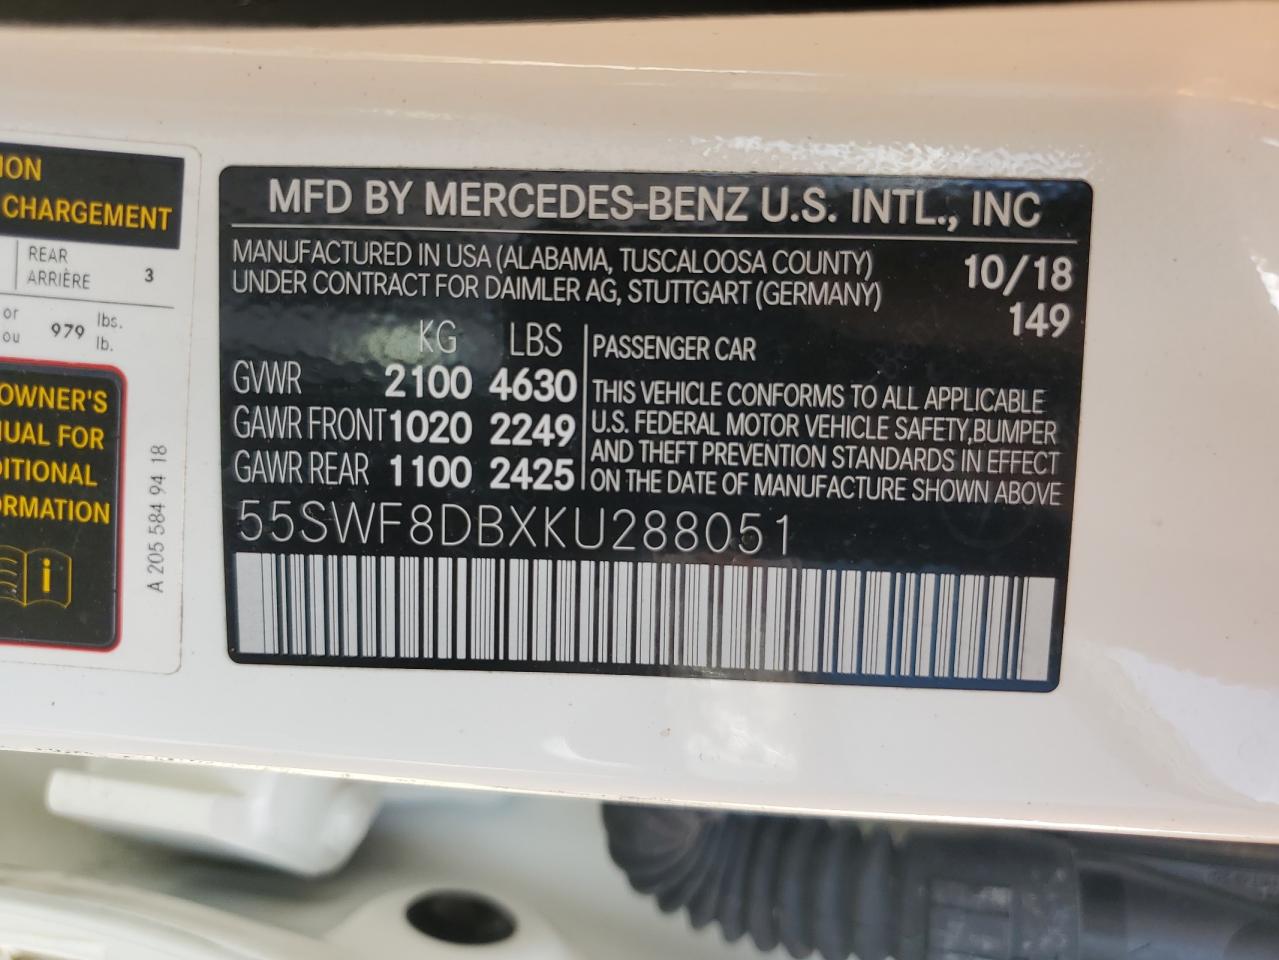 ION
CHARGEMENT
REAR
ARRIÈRE 3
or
ou 979 lbs.
lb.
OWNER'S
UAL FOR
DITIONAL
ORMATION
i
A 205 584 94 18
MFD BY MERCEDES-BENZ U.S. INTL., INC
MANUFACTURED IN USA (ALABAMA, TUSCALOOSA COUNTY) 10/18
UNDER CONTRACT FOR DAIMLER AG, STUTTGART (GERMANY) 149
KG LBS
GVWR 2100 4630
GAWR FRONT 1020 2249
GAWR REAR 1100 2425
PASSENGER CAR
THIS VEHICLE CONFORMS TO ALL APPLICABLE
U.S. FEDERAL MOTOR VEHICLE SAFETY,BUMPER
AND THEFT PREVENTION STANDARDS IN EFFECT
ON THE DATE OF MANUFACTURE SHOWN ABOVE
55SWF8DBXKU288051